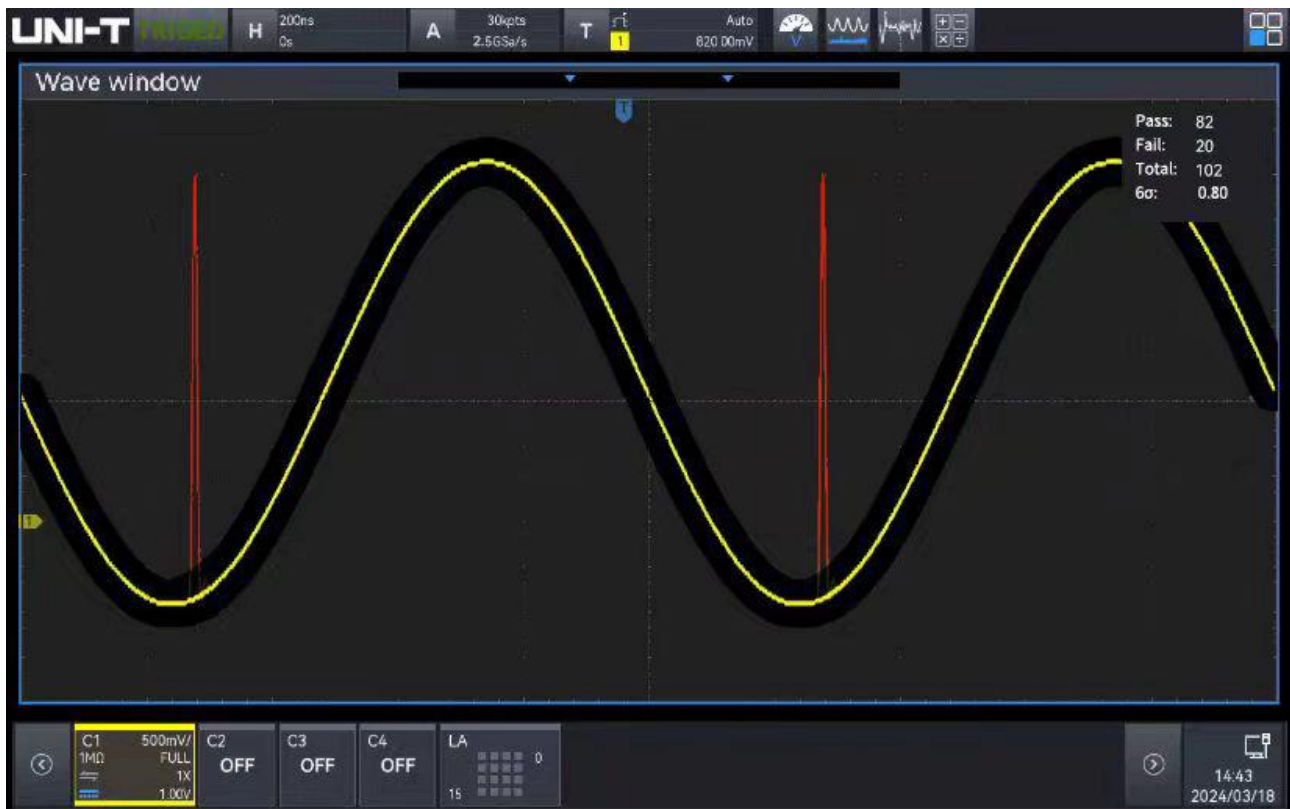 UNI-T TRIGED H 200ns A 30kpts T Auto
0s 2.5GSa/s 1 820.00mV
V
Wave window
T
Pass: 82
Fail: 20
Total: 102
6σ: 0.80
1
C1 500mV/ C2 C3 C4 LA
1MΩ FULL OFF OFF OFF 0
1X
1.00V 15
14:43
2024/03/18